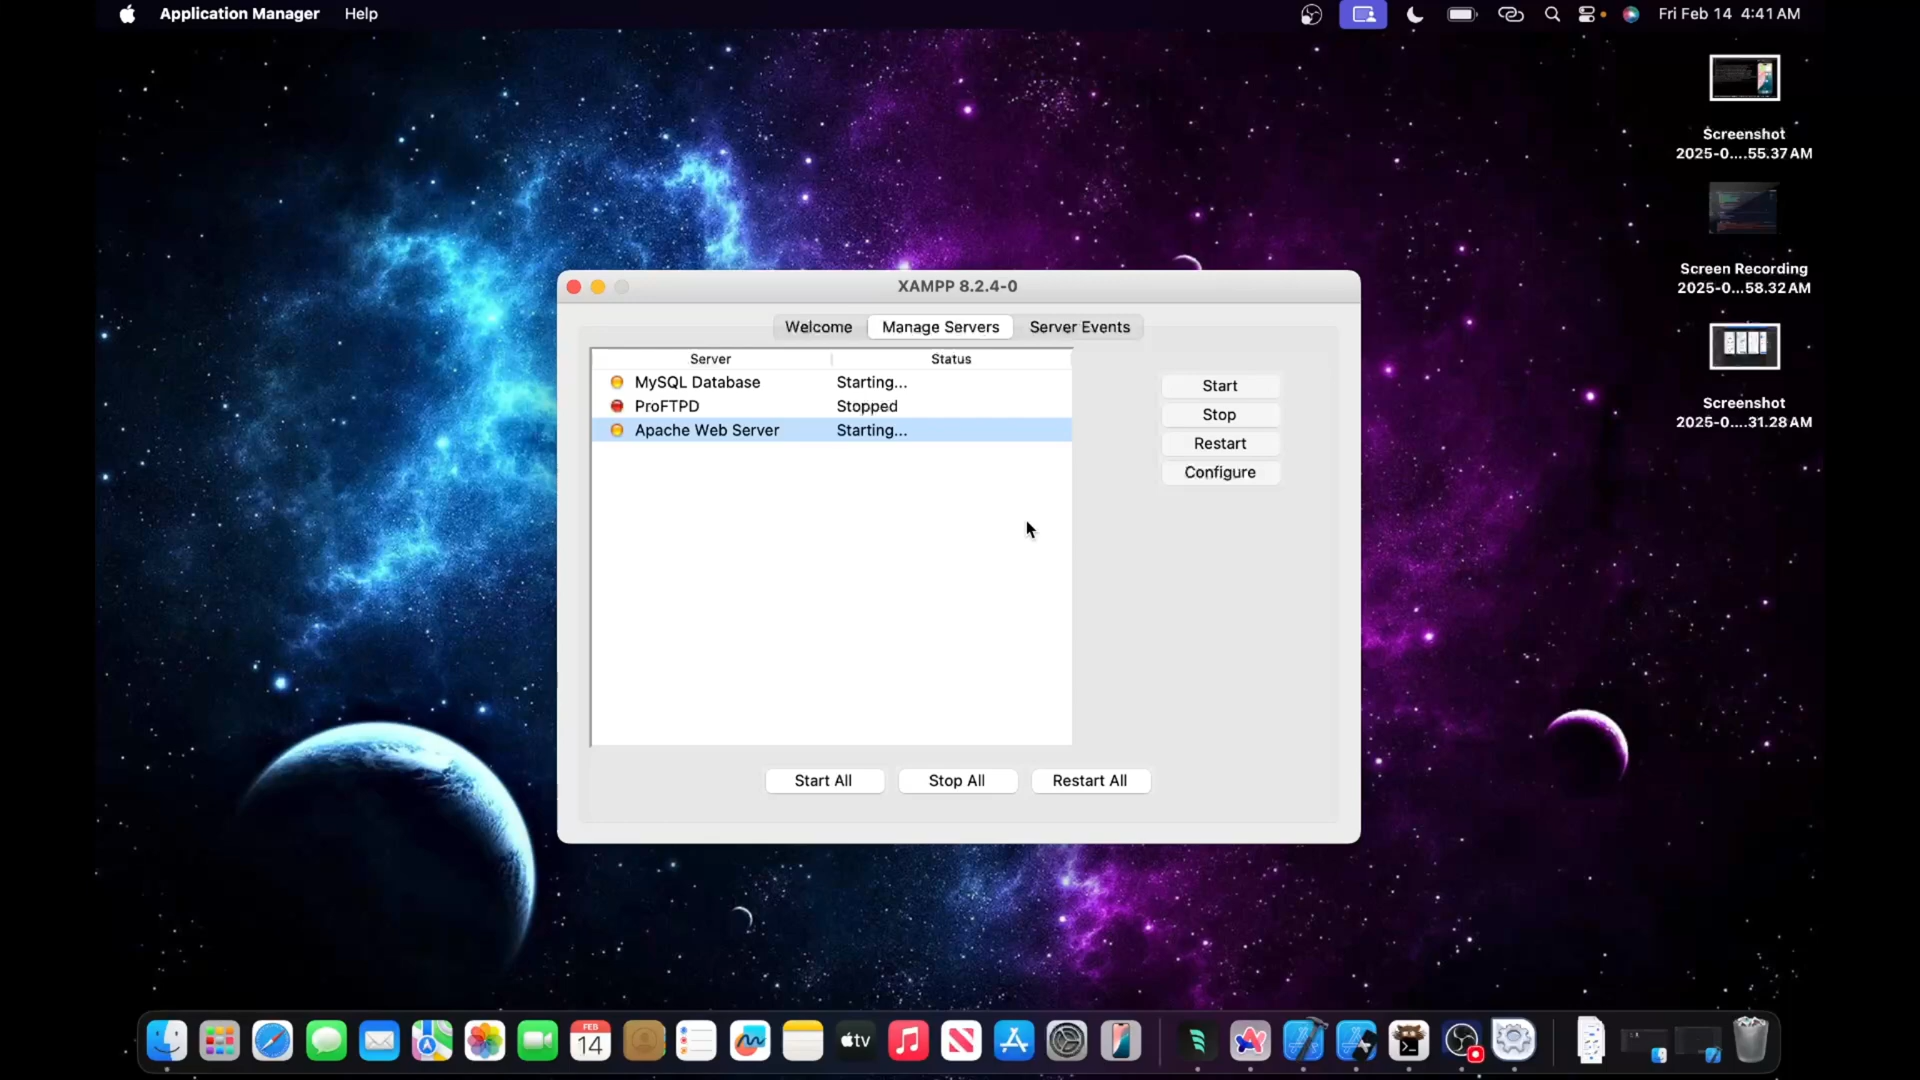 Application Manager Help Fri Feb 14 4:41 AM
Screenshot
2025-0....55.37 AM
Screen Recording
2025-0...58.32 AM
Screenshot
2025-0....31.28 AM
XAMPP 8.2.4-0
Welcome Manage Servers Server Events
Server Status
MySQL Database Starting...
ProFTPD Stopped
Apache Web Server Starting...
Start
Stop
Restart
Configure
Start All Stop All Restart All
FEB
14
tv